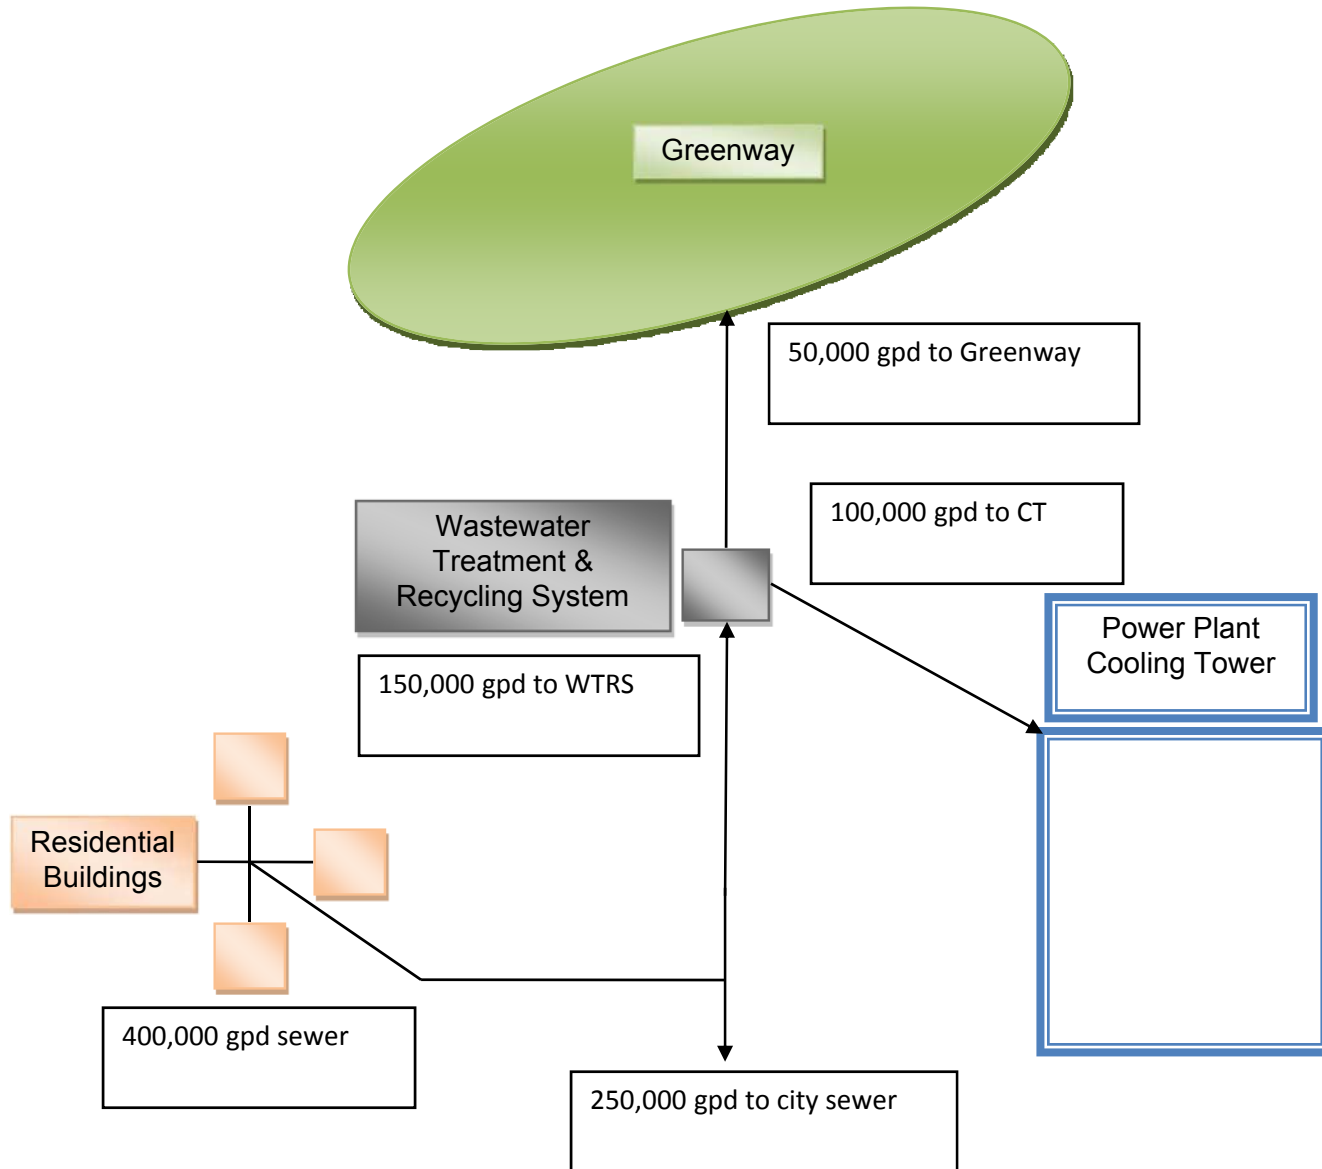 Greenway
50,000 gpd to Greenway
100,000 gpd to CT
Wastewater
Treatment &
Recycling System
Power Plant
Cooling Tower
150,000 gpd to WTRS
Residential
Buildings
400,000 gpd sewer
250,000 gpd to city sewer